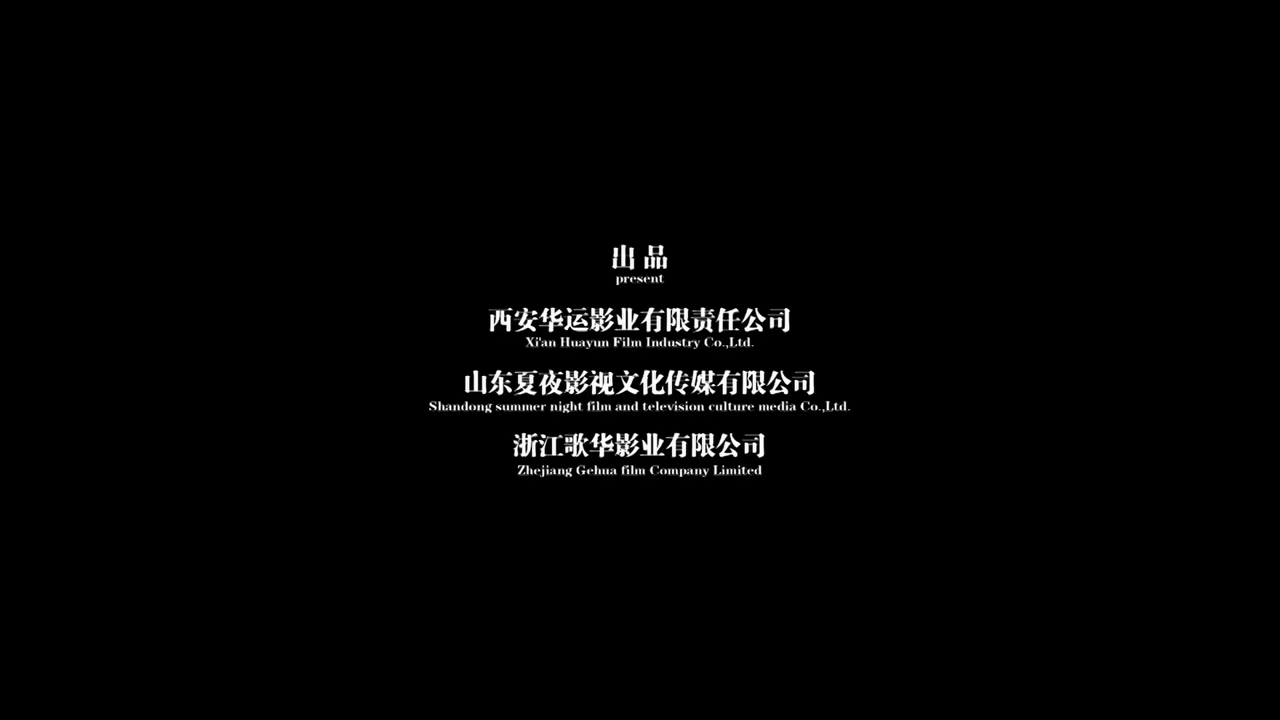 出品
present
西安华运影业有限责任公司
Xi'an Huayun Film Industry Co.,Ltd.
山东夏夜影视文化传媒有限公司
Shandong summer night film and television culture media Co.,Ltd.
浙江歌华影业有限公司
Zhejiang Gehua film Company Limited